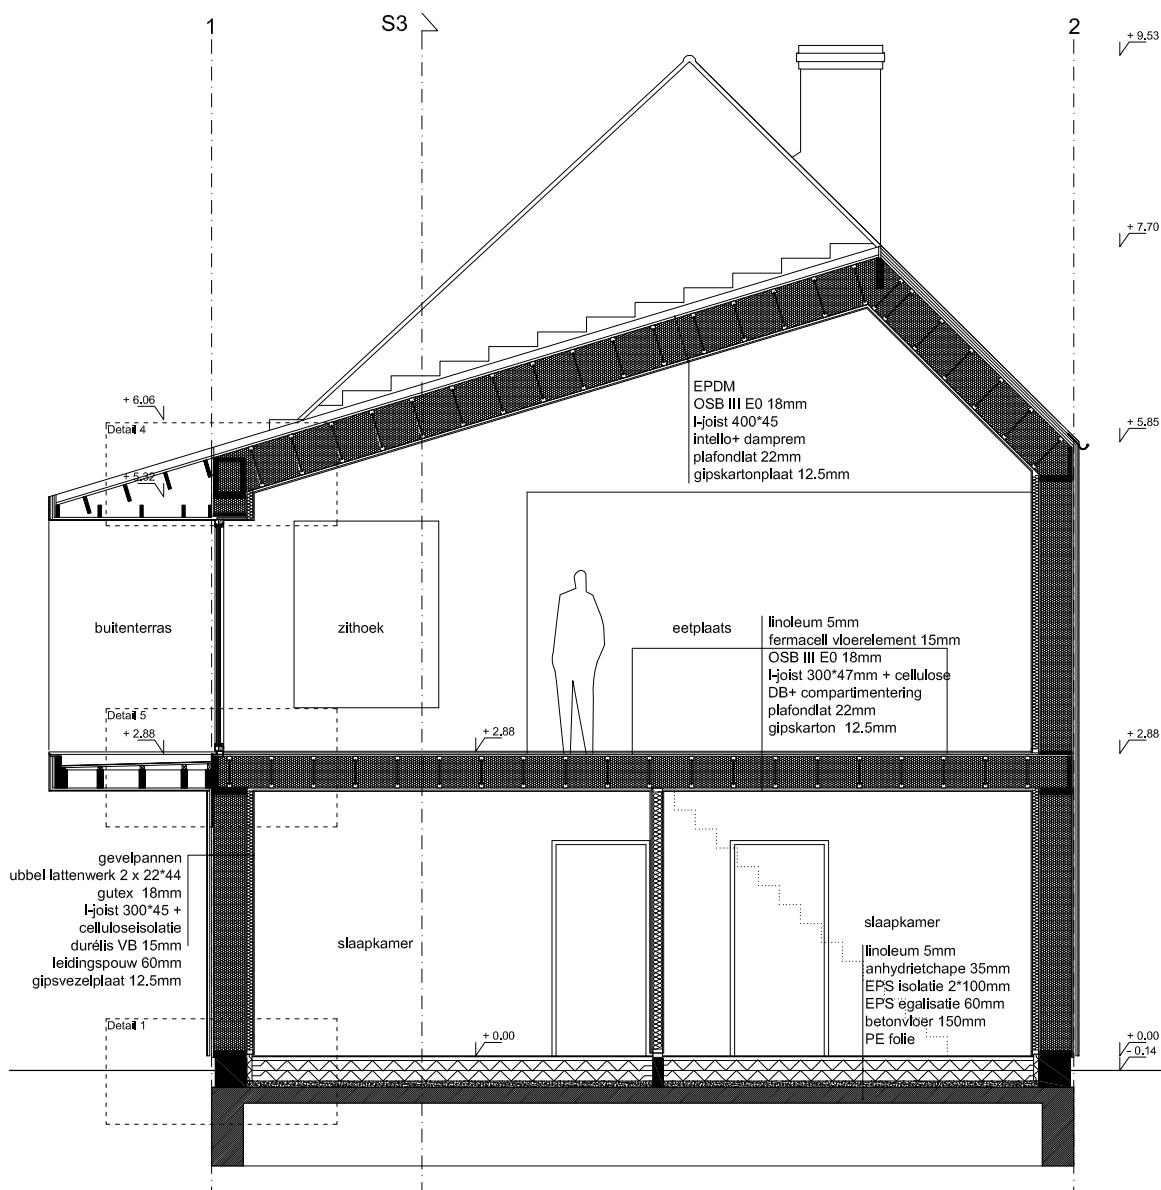 1
S3
2
+ 9.53
+ 7.70
+ 6.06
Detail 4
+ 5.85
+ 5.32
EPDM
OSB III E0 18mm
I-joist 400*45
intello+ damprem
plafondlat 22mm
gipskartonplaat 12.5mm
buitenterras
zithoek
eetplaats
linoleum 5mm
fermacell vloerelement 15mm
OSB III E0 18mm
I-joist 300*47mm + cellulose
DB+ compartimentering
plafondlat 22mm
gipskarton 12.5mm
Detail 5
+ 2.88
+ 2.88
+ 2.88
gevelpannen
ubbel lattenwerk 2 x 22*44
gutex 18mm
I-joist 300*45 +
celluloseisolatie
durélis VB 15mm
leidingspouw 60mm
gipsvezelplaat 12.5mm
slaapkamer
slaapkamer
linoleum 5mm
anhydrietchape 35mm
EPS isolatie 2*100mm
EPS egalisatie 60mm
betonvloer 150mm
PE folie
Detail 1
+ 0.00
+ 0.00
- 0.14